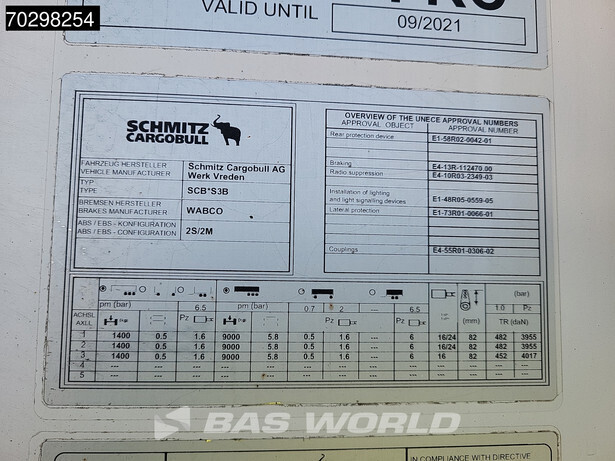 70298254
VALID UNTIL
09/2021
SCHMITZ
CARGOBULL
FAHRZEUG HERSTELLER
VEHICLE MANUFACTURER
Schmitz Cargobull AG
Werk Vreden
TYP
TYPE
SCB*S3B
BREMSEN HERSTELLER
BRAKES MANUFACTURER
WABCO
ABS / EBS - KONFIGURATION
ABS / EBS - CONFIGURATION
2S/2M
OVERVIEW OF THE UNECE APPROVAL NUMBERS
APPROVAL OBJECT APPROVAL NUMBER
Rear protection device E1-58R02-0042-01
Braking E4-13R-112470.00
Radio suppression E4-10R03-2349-03
Installation of lighting
and light signalling devices E1-48R05-0559-05
Lateral protection E1-73R01-0066-01
Couplings E4-55R01-0306-02
(bar)
pm (bar) 6.5 pm (bar) 0.7 2 --- 6.5 1.0 Pz
ACHSE
AXLE Pz Pz Pz (mm) TR (daN)
1 1400 0.5 1.6 9000 5.8 0.5 1.6 --- 6 16/24 82 482 3955
2 1400 0.5 1.6 9000 5.8 0.5 1.6 --- 6 16/24 82 482 3955
3 1400 0.5 1.6 9000 5.8 0.5 1.6 --- 6 16 82 452 4017
4 --- --- --- --- --- --- --- --- --- --- --- --- ---
5 --- --- --- --- --- --- --- --- --- --- --- --- ---
BAS WORLD
IN COMPLIANCE WITH DIRECTIVE